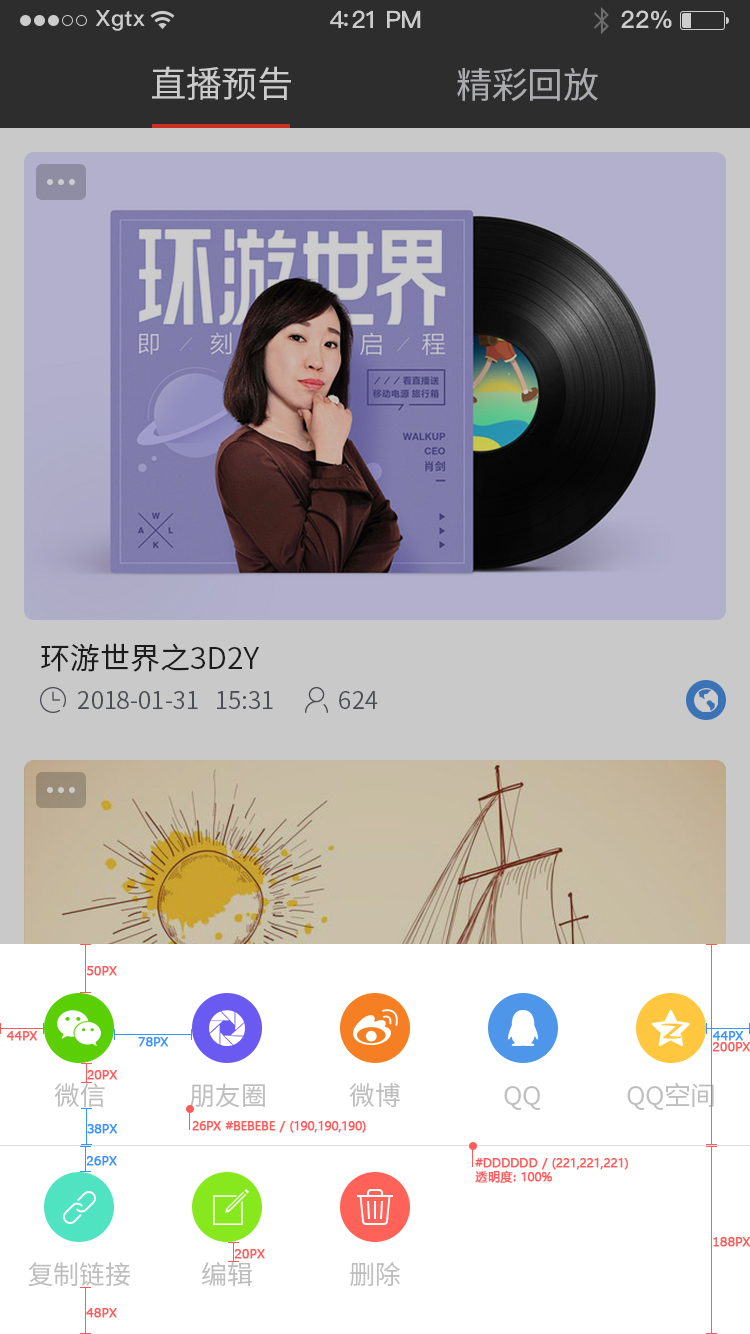 Xgtx 4:21 PM 22%
直播预告 精彩回放
环游世界
即 / 刻 启 / 程
/ / / 看直播送
移动电源 旅行箱
WALKUP
CEO
肖剑
W
A L
K
环游世界之3D2Y
2018-01-31 15:31 624
50PX
44PX 78PX 44PX
200PX
20PX
微信 朋友圈 微博 QQ QQ空间
38PX 26PX #BEBEBE / (190,190,190)
26PX #DDDDDD / (221,221,221)
透明度: 100%
20PX 188PX
复制链接 编辑 删除
48PX